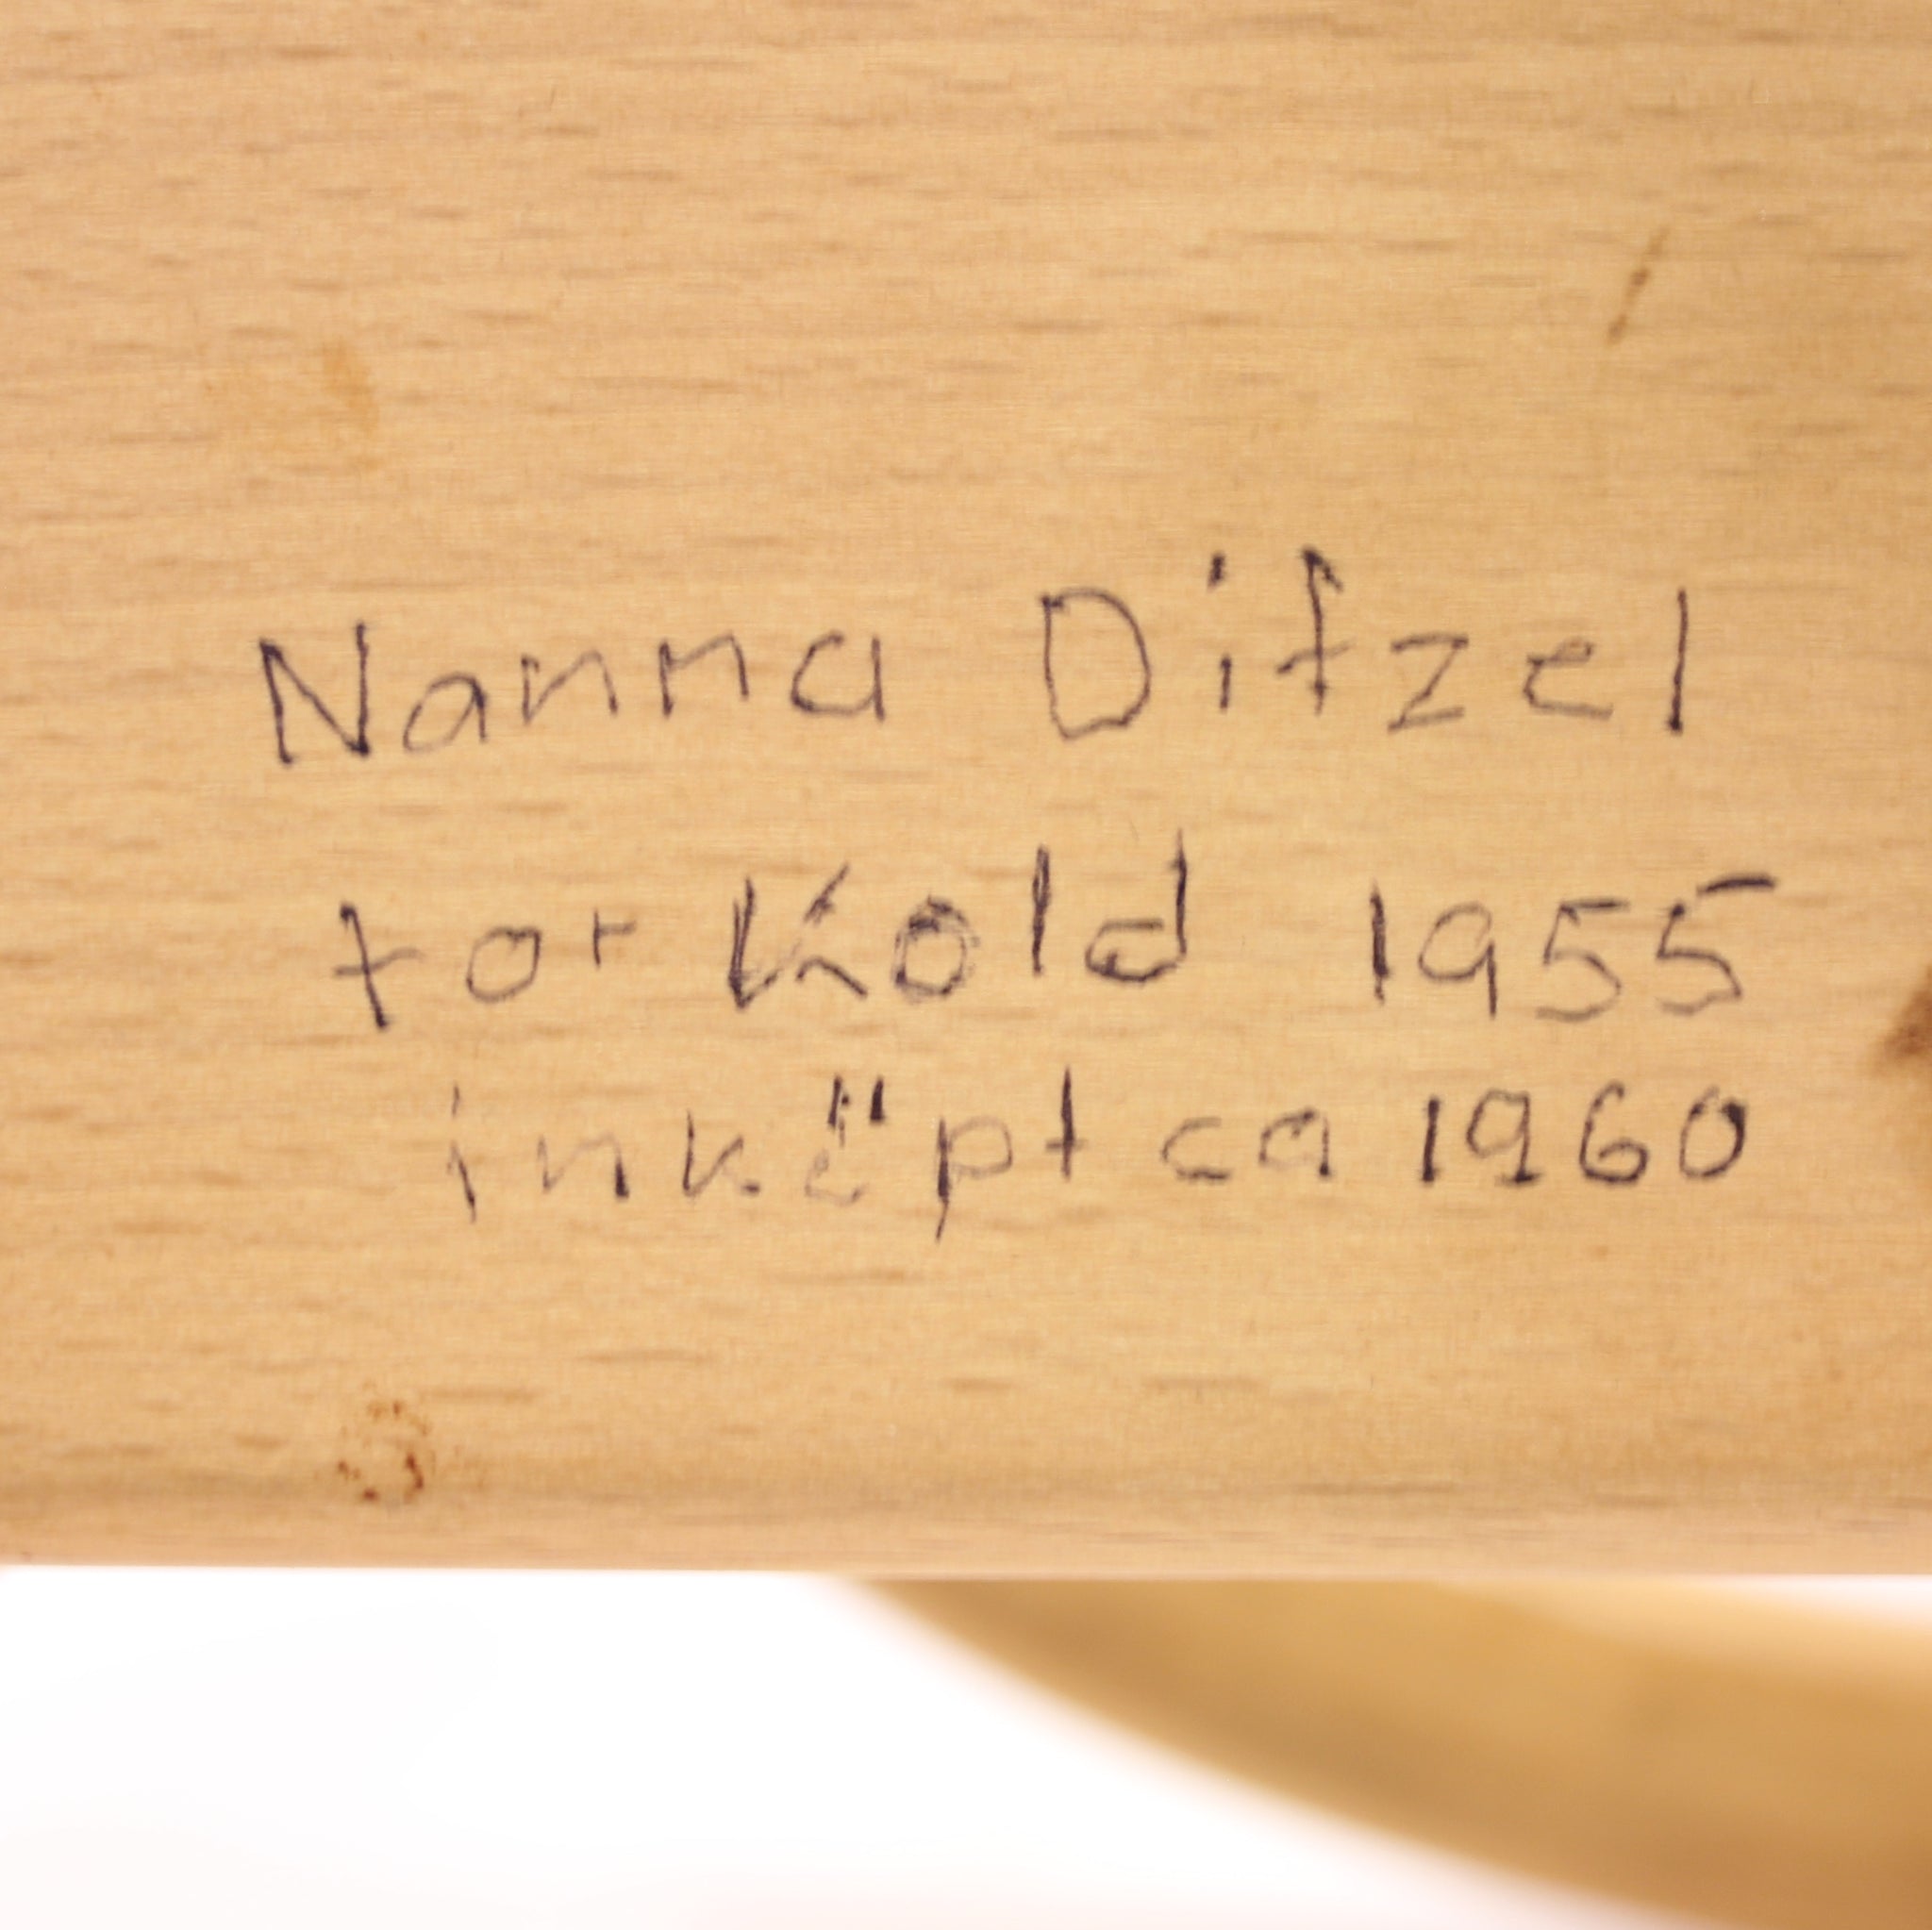 Nanna Ditzel
for Kold 1955
inköpt ca 1960